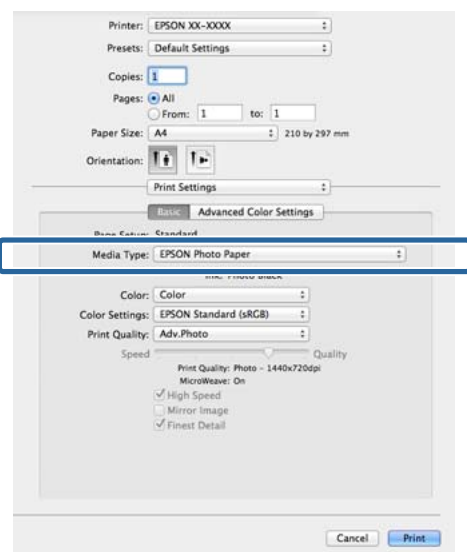 Printer: EPSON XX-XXXX
Presets: Default Settings
Copies: 1
Pages: All
From: 1 to: 1
Paper Size: A4 210 by 297 mm
Orientation:
Print Settings
Basic Advanced Color Settings
Page Setup: Standard
Media Type: EPSON Photo Paper
Ink: Photo Black
Color: Color
Color Settings: EPSON Standard (sRGB)
Print Quality: Adv.Photo
Speed Quality
Print Quality: Photo - 1440x720dpi
MicroWeave: On
High Speed
Mirror Image
Finest Detail
Cancel Print